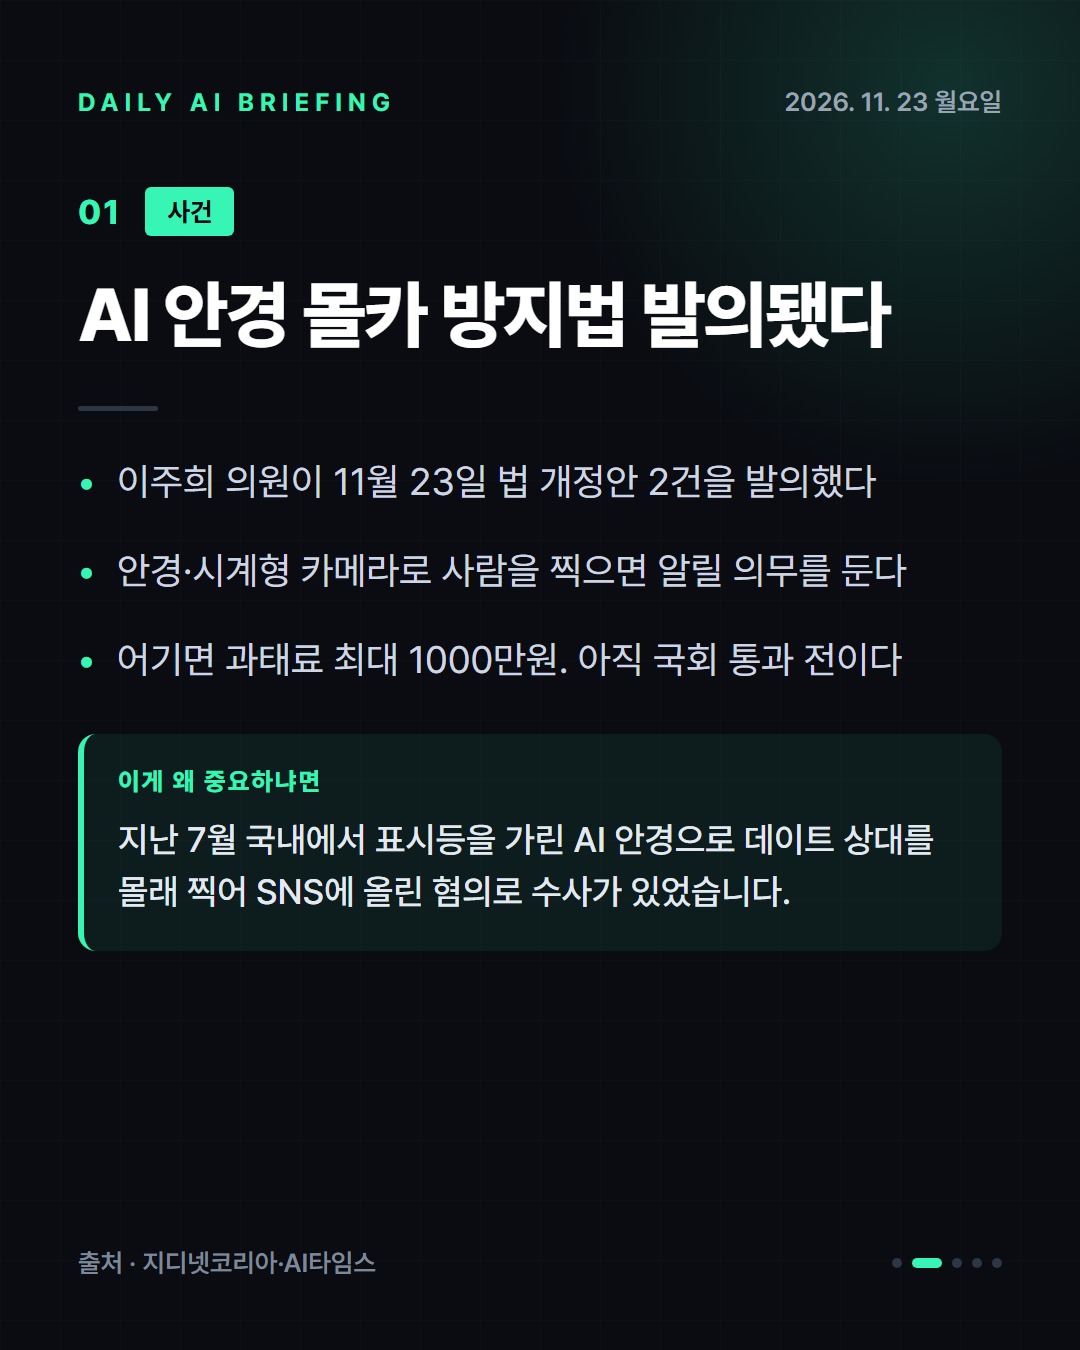 DAILY AI BRIEFING
2026. 11. 23 월요일
01
사건
AI 안경 몰카 방지법 발의됐다
• 이주희 의원이 11월 23일 법 개정안 2건을 발의했다
• 안경·시계형 카메라로 사람을 찍으면 알릴 의무를 둔다
• 어기면 과태료 최대 1000만원. 아직 국회 통과 전이다
이게 왜 중요하냐면
지난 7월 국내에서 표시등을 가린 AI 안경으로 데이트 상대를
몰래 찍어 SNS에 올린 혐의로 수사가 있었습니다.
출처 · 지디넷코리아·AI타임스